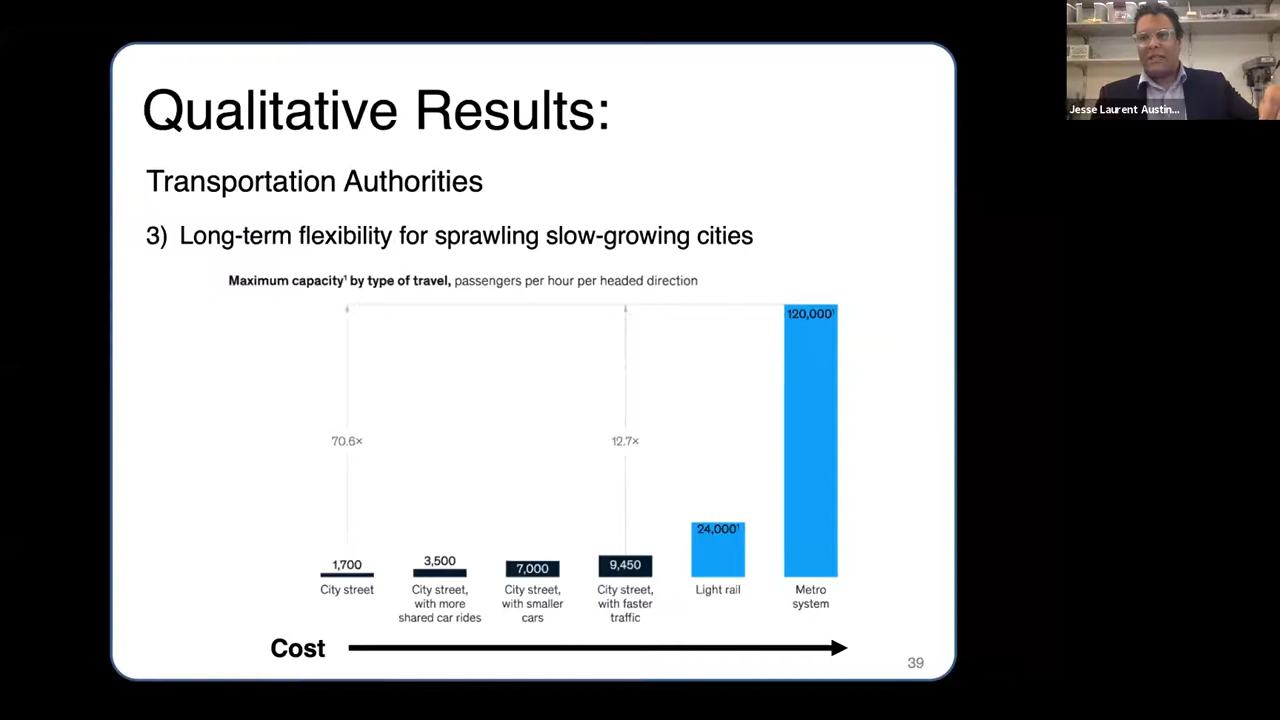 Qualitative Results:
Transportation Authorities
3) Long-term flexibility for sprawling slow-growing cities
Maximum capacity¹ by type of travel, passengers per hour per headed direction
120,000¹
70.6×
12.7×
24,000¹
1,700
3,500
7,000
9,450
City street
City street,
with more
shared car rides
City street,
with smaller
cars
City street,
with faster
traffic
Light rail
Metro
system
Cost
39
Jesse Laurent Austin...